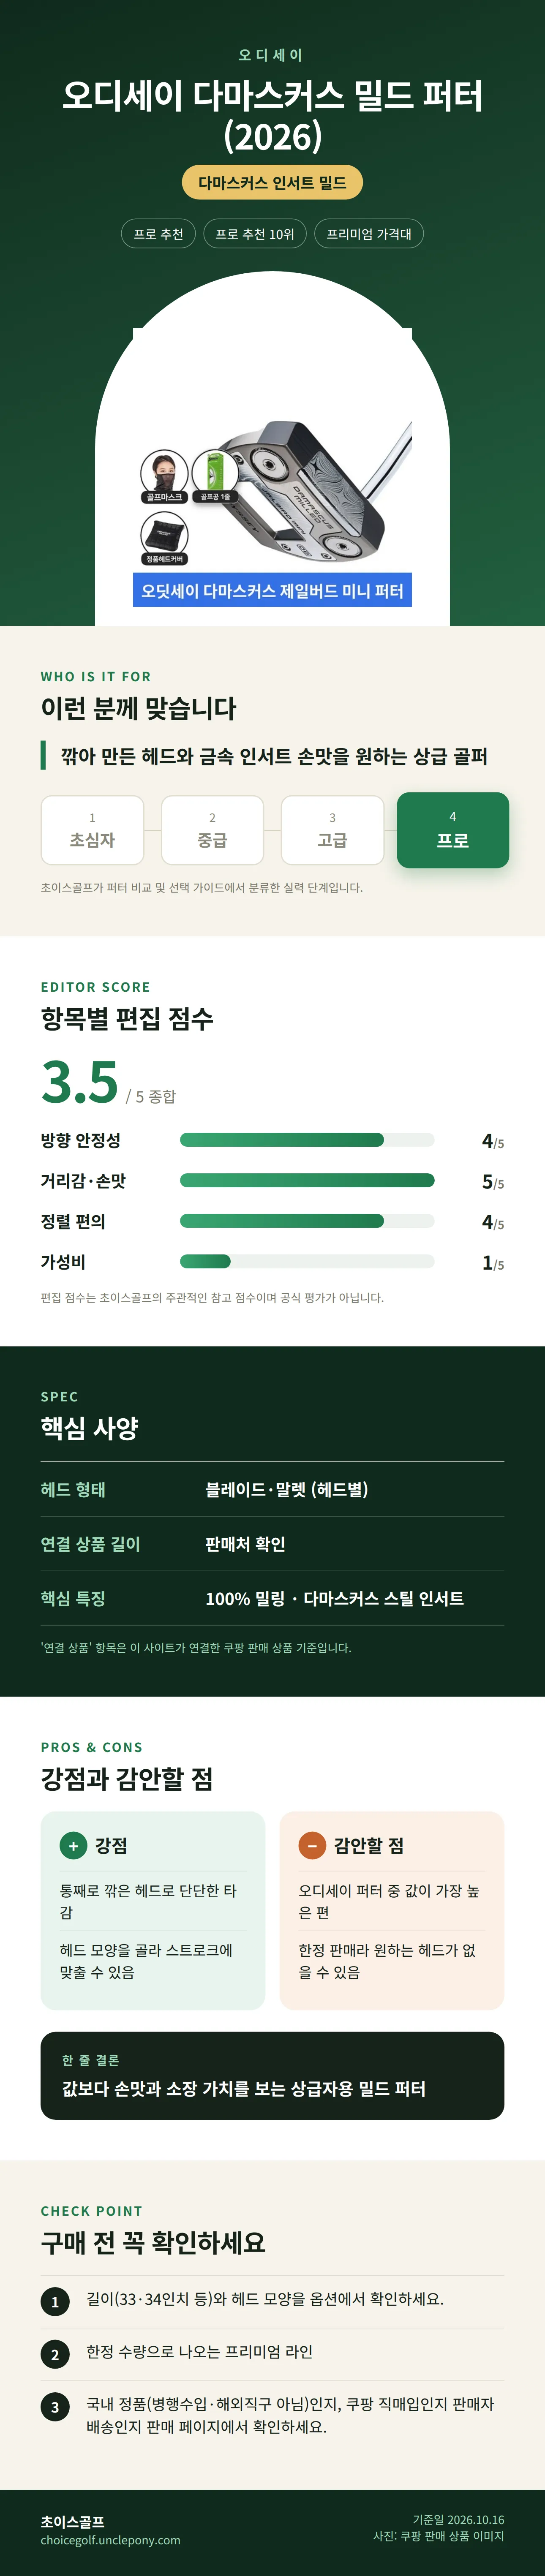 오디세이
오디세이 다마스커스 밀드 퍼터
(2026)
다마스커스 인서트 밀드
프로 추천
프로 추천 10위
프리미엄 가격대
골프마스크
골프공 1줄
정품헤드커버
DAMASCUS
MILLED
오딧세이 다마스커스 제일버드 미니 퍼터
WHO IS IT FOR
이런 분께 맞습니다
깎아 만든 헤드와 금속 인서트 손맛을 원하는 상급 골퍼
1
초심자
2
중급
3
고급
4
프로
초이스골프가 퍼터 비교 및 선택 가이드에서 분류한 실력 단계입니다.
EDITOR SCORE
항목별 편집 점수
3.5 / 5 종합
방향 안정성 4/5
거리감·손맛 5/5
정렬 편의 4/5
가성비 1/5
편집 점수는 초이스골프의 주관적인 참고 점수이며 공식 평가가 아닙니다.
SPEC
핵심 사양
헤드 형태 블레이드·말렛 (헤드별)
연결 상품 길이 판매처 확인
핵심 특징 100% 밀링 · 다마스커스 스틸 인서트
'연결 상품' 항목은 이 사이트가 연결한 쿠팡 판매 상품 기준입니다.
PROS & CONS
강점과 감안할 점
+ 강점
통째로 깎은 헤드로 단단한 타
감
헤드 모양을 골라 스트로크에
맞출 수 있음
− 감안할 점
오디세이 퍼터 중 값이 가장 높
은 편
한정 판매라 원하는 헤드가 없
을 수 있음
한 줄 결론
값보다 손맛과 소장 가치를 보는 상급자용 밀드 퍼터
CHECK POINT
구매 전 꼭 확인하세요
1 길이(33·34인치 등)와 헤드 모양을 옵션에서 확인하세요.
2 한정 수량으로 나오는 프리미엄 라인
3 국내 정품(병행수입·해외직구 아님)인지, 쿠팡 직매입인지 판매자
배송인지 판매 페이지에서 확인하세요.
초이스골프
choicegolf.unclepony.com
기준일 2026.10.16
사진: 쿠팡 판매 상품 이미지